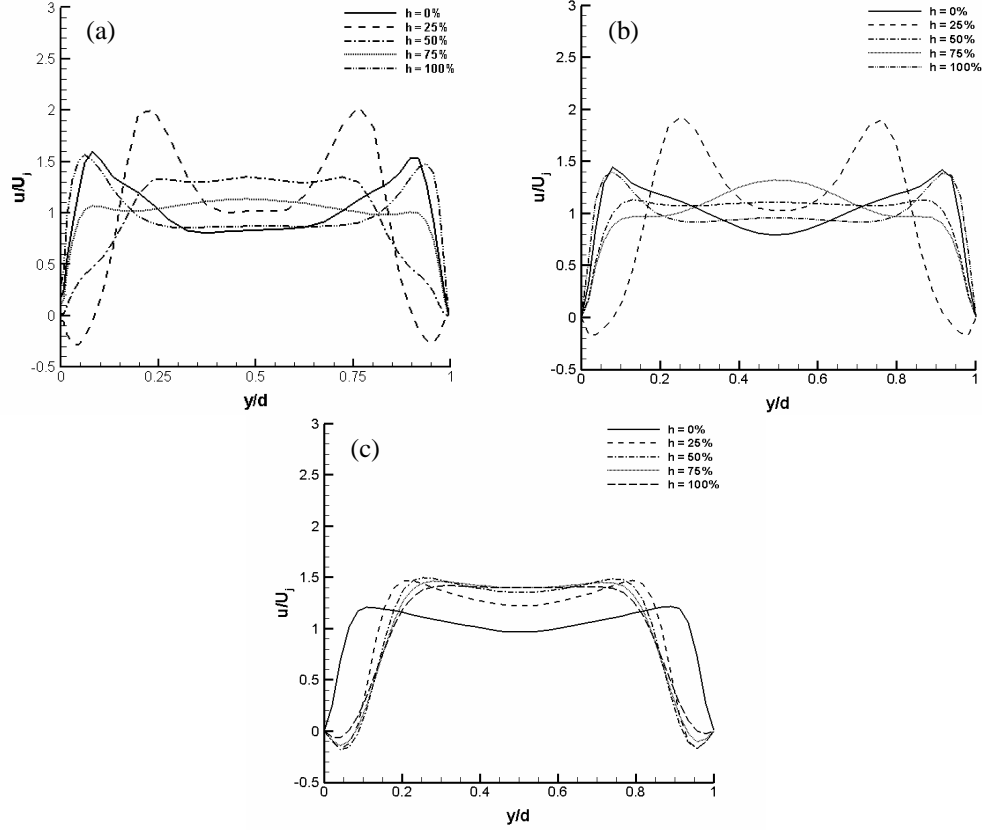 (a)
h = 0%
h = 25%
h = 50%
h = 75%
h = 100%
3
2.5
2
1.5
1
0.5
0
-0.5
u/Uj
0
0.25
0.5
0.75
1
y/d
(b)
h = 0%
h = 25%
h = 50%
h = 75%
h = 100%
3
2.5
2
1.5
1
0.5
0
-0.5
u/Uj
0
0.2
0.4
0.6
0.8
1
y/d
(c)
h = 0%
h = 25%
h = 50%
h = 75%
h = 100%
3
2.5
2
1.5
1
0.5
0
-0.5
u/Uj
0
0.2
0.4
0.6
0.8
1
y/d